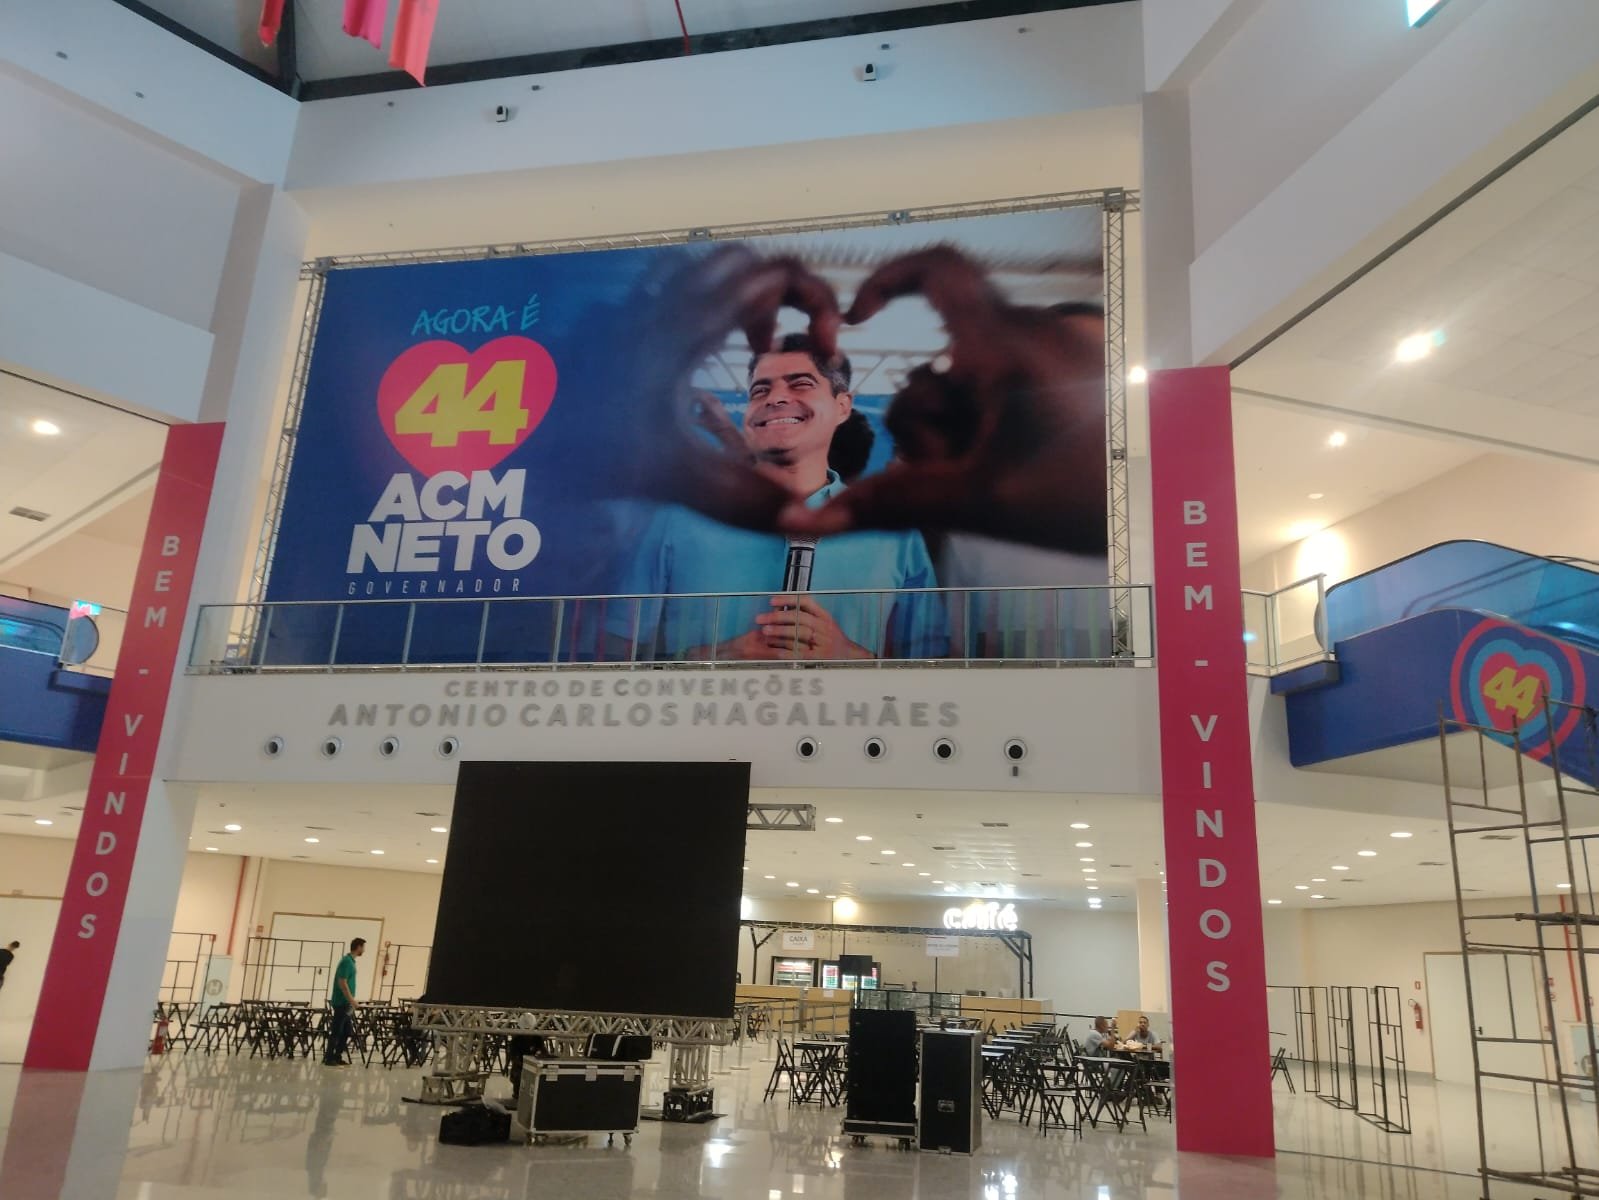 AGORA É
44
ACM
NETO
GOVERNADOR
CENTRO DE CONVENÇÕES
ANTONIO CARLOS MAGALHÃES
BEM-VINDOS
BEM-VINDOS
44
café
CAIXA